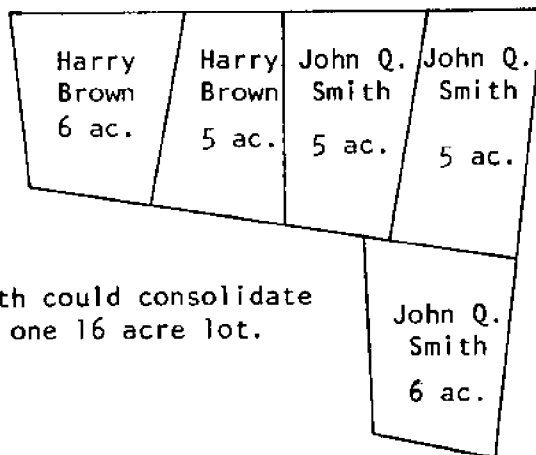 Harry
Brown
6 ac.
Harry
Brown
5 ac.
John Q.
Smith
5 ac.
John Q.
Smith
5 ac.
th could consolidate
one 16 acre lot.
John Q.
Smith
6 ac.